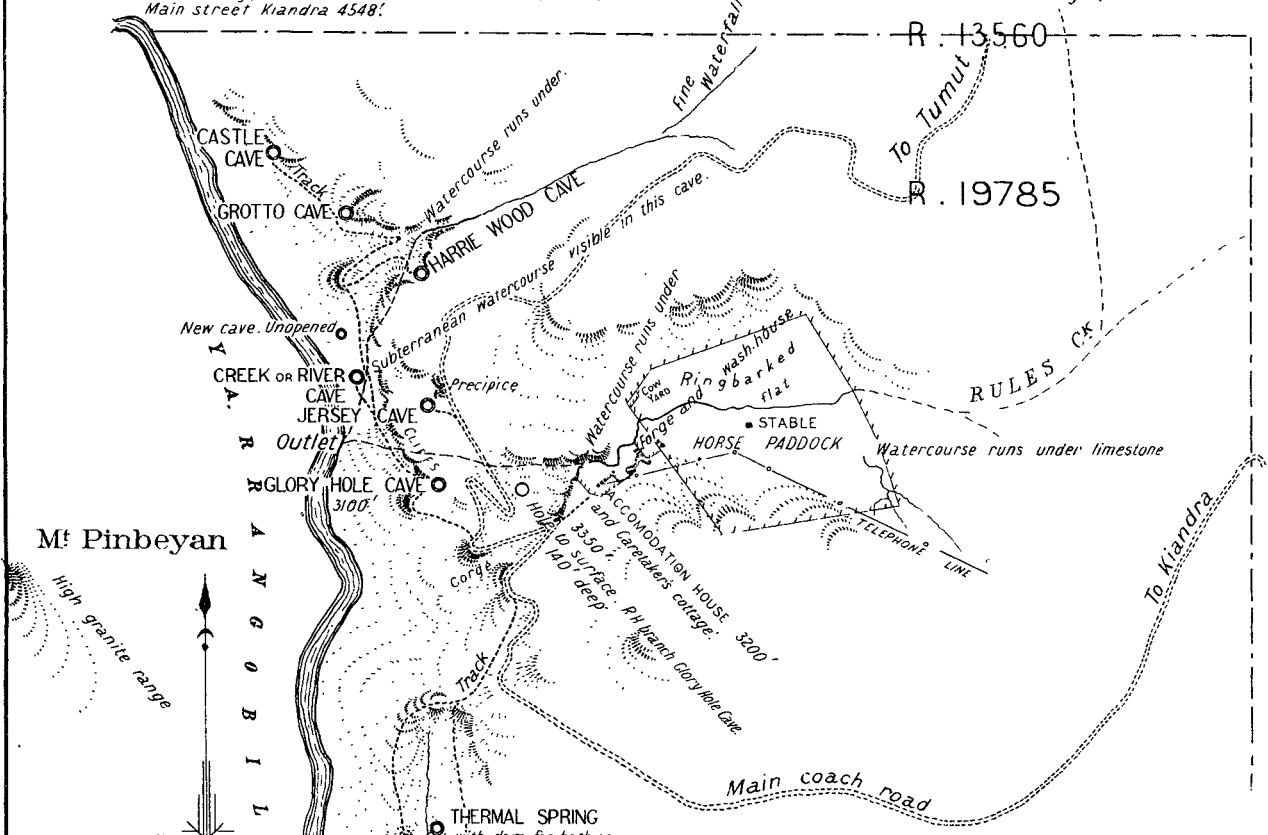 Main street Kiandra 4548'.
R. 13560
Fine Waterfall
To Tumut
CASTLE
CAVE
Track
Watercourse runs under.
GROTTO CAVE
R. 19785
HARRIE WOOD CAVE
Subterranean Watercourse visible in this cave.
New cave. Unopened
CREEK OR RIVER
CAVE
JERSEY CAVE
Precipice
Watercourse runs under
COW
YARD
Forge and wash-house
Ringbarked
flat
RULES CK
STABLE
HORSE PADDOCK
Watercourse runs under limestone
Outlet
CLIFFS
GLORY HOLE CAVE
3100'
TELEPHONE LINE
YARRANGOBIL
Mt Pinbeyan
High granite range
Gorge
ACCOMODATION HOUSE 3200'
and Caretaker's cottage.
Hole 3350'
to surface. RH branch Glory Hole Cave
140' deep
To Kiandra
Track
Main coach road
THERMAL SPRING